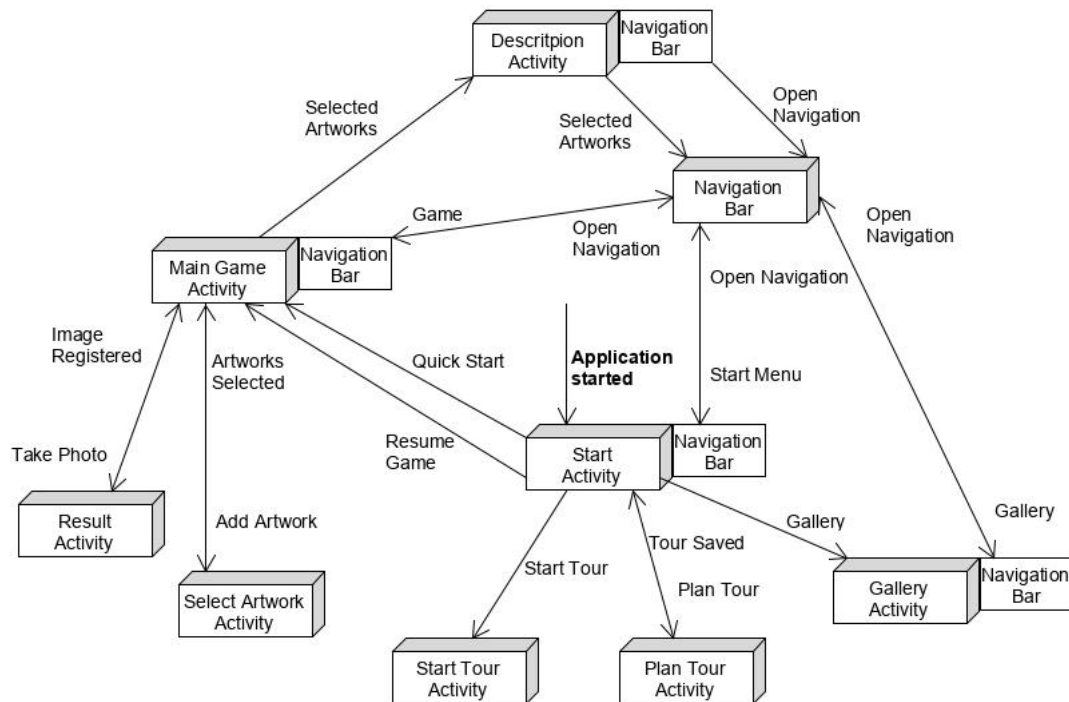 Descritpion
Activity
Navigation
Bar
Selected
Artworks
Selected
Artworks
Open
Navigation
Navigation
Bar
Game
Open
Navigation
Open
Navigation
Main Game
Activity
Navigation
Bar
Open Navigation
Image
Registered
Artworks
Selected
Quick Start
Application
started
Start Menu
Resume
Game
Start
Activity
Navigation
Bar
Take Photo
Result
Activity
Add Artwork
Gallery
Gallery
Tour Saved
Start Tour
Plan Tour
Select Artwork
Activity
Gallery
Activity
Navigation
Bar
Start Tour
Activity
Plan Tour
Activity